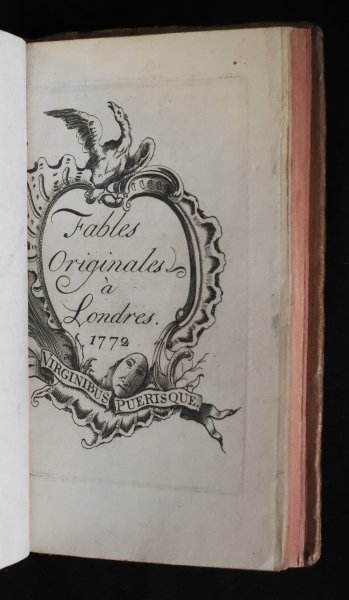 Fables
Originales
à
Londres.
1772
VIRGINIBUS PUERISQUE